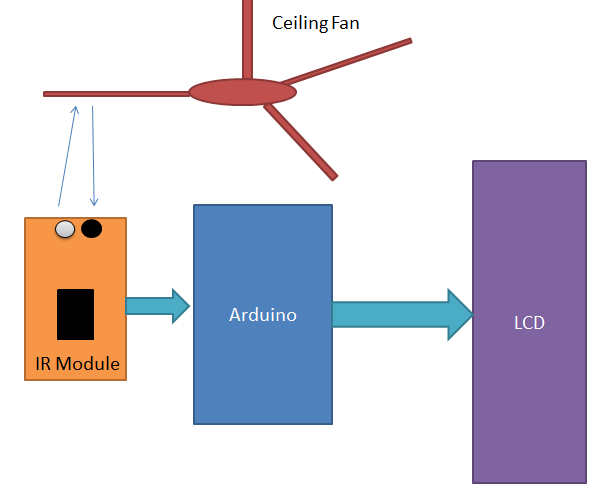 Ceiling Fan
Arduino
LCD
IR Module